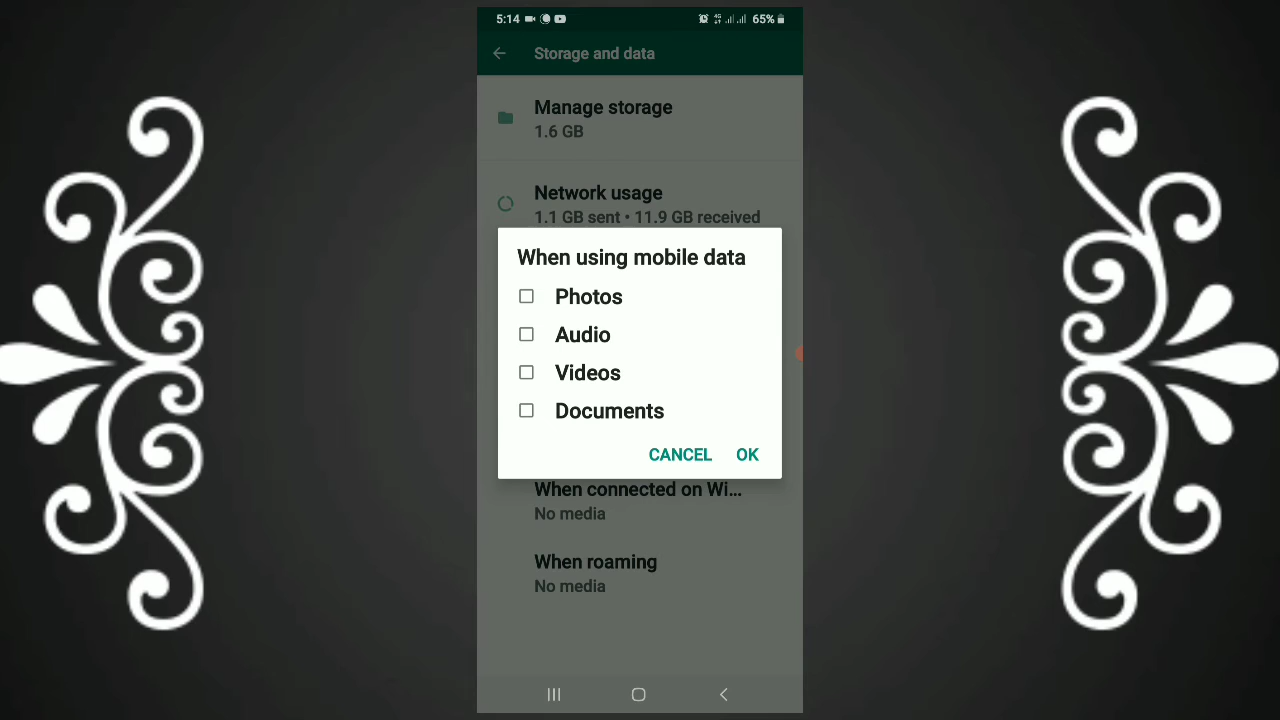 5:14 65%
Storage and data
Manage storage
1.6 GB
Network usage
1.1 GB sent • 11.9 GB received
When using mobile data
Photos
Audio
Videos
Documents
CANCEL OK
When connected on Wi...
No media
When roaming
No media